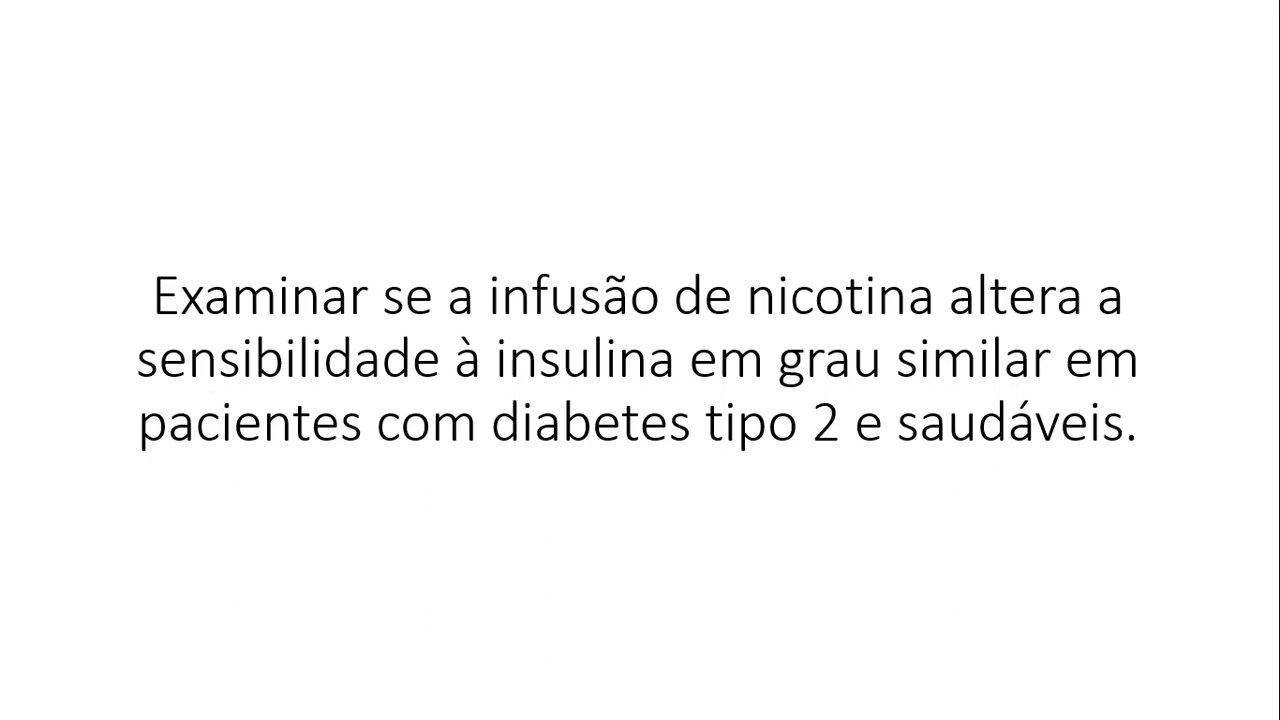 Examinar se a infusão de nicotina altera a
sensibilidade à insulina em grau similar em
pacientes com diabetes tipo 2 e saudáveis.